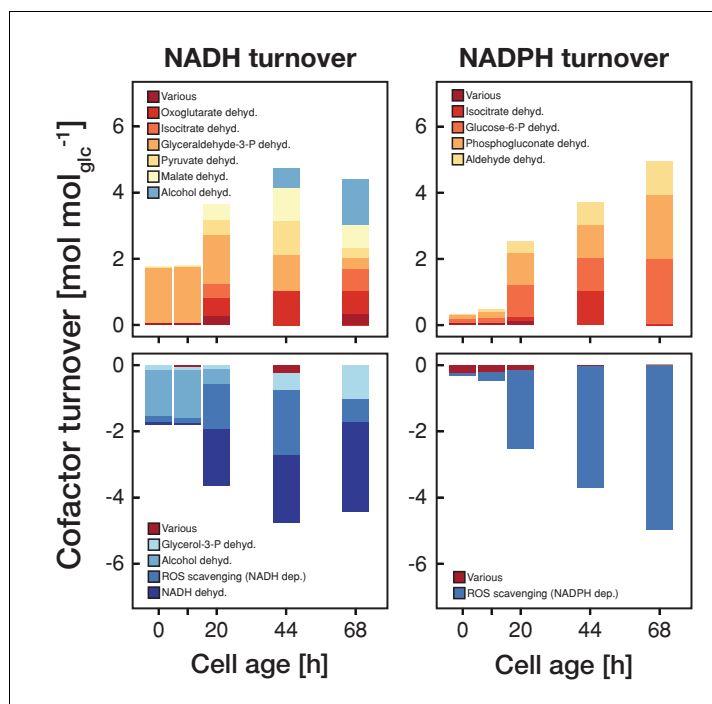 NADH turnover
NADPH turnover
Cofactor turnover [mol mol_glc^-1]
6
4
2
0
Various
Oxoglutarate dehyd.
Isocitrate dehyd.
Glyceraldehyde-3-P dehyd.
Pyruvate dehyd.
Malate dehyd.
Alcohol dehyd.
6
4
2
0
Various
Isocitrate dehyd.
Glucose-6-P dehyd.
Phosphogluconate dehyd.
Aldehyde dehyd.
0
-2
-4
-6
Various
Glycerol-3-P dehyd.
Alcohol dehyd.
ROS scavenging (NADH dep.)
NADH dehyd.
0
-2
-4
-6
Various
ROS scavenging (NADPH dep.)
0 20 44 68
0 20 44 68
Cell age [h]
Cell age [h]